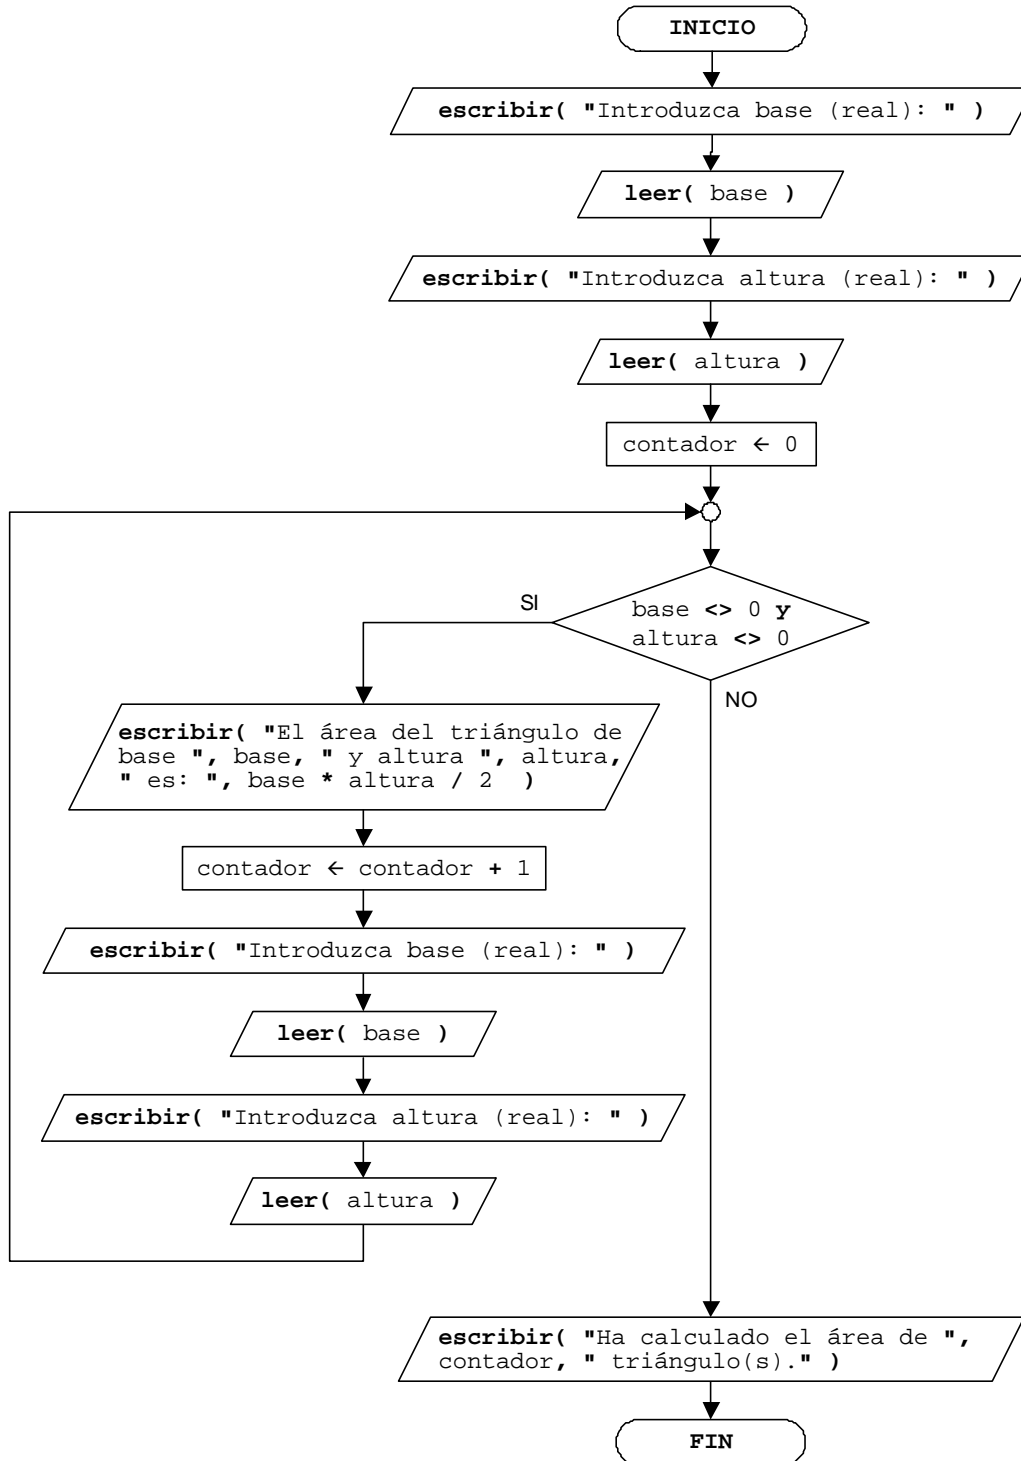 INICIO
escribir( "Introduzca base (real): " )
leer( base )
escribir( "Introduzca altura (real): " )
leer( altura )
contador ← 0
base <> 0 y
altura <> 0
SI
NO
escribir( "El área del triángulo de
base ", base, " y altura ", altura,
" es: ", base * altura / 2 )
contador ← contador + 1
escribir( "Introduzca base (real): " )
leer( base )
escribir( "Introduzca altura (real): " )
leer( altura )
escribir( "Ha calculado el área de ",
contador, " triángulo(s)." )
FIN